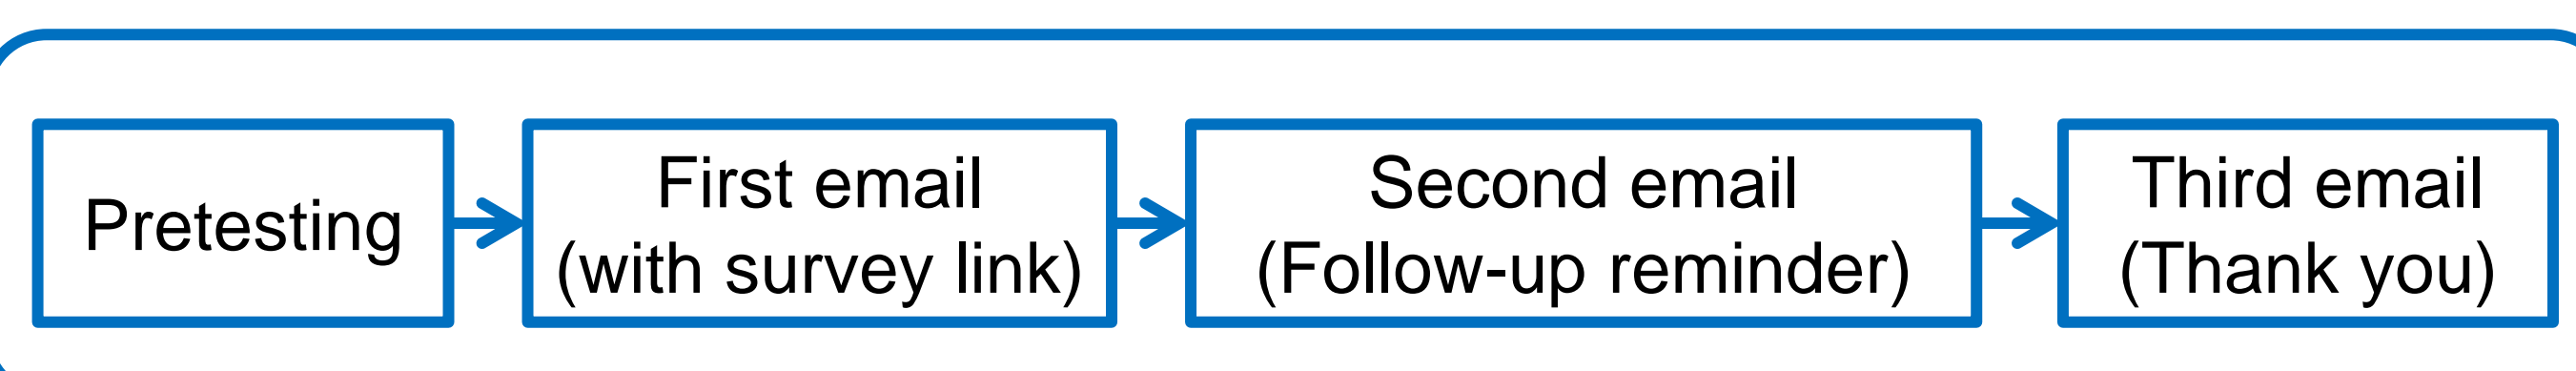 Pretesting
First email
(with survey link)
Second email
(Follow-up reminder)
Third email
(Thank you)